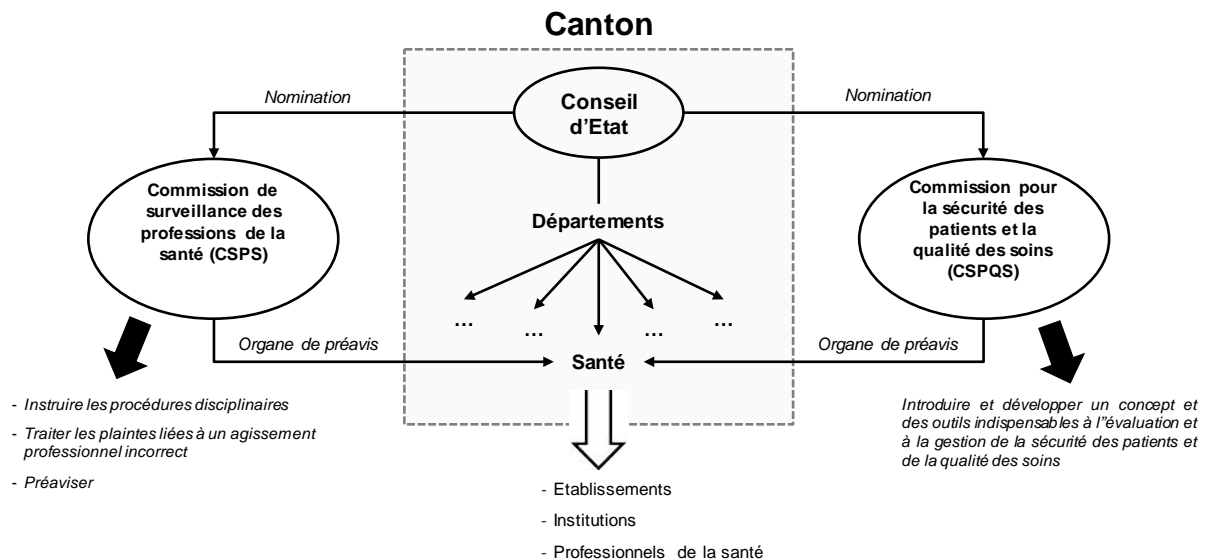 Canton
Nomination
Conseil
d'Etat
Nomination
Commission de
surveillance des
professions de la
santé (CSPS)
Départements
Commission pour
la sécurité des
patients et la
qualité des soins
(CSPQS)
...
...
...
...
Organe de préavis
Santé
Organe de préavis
- Instruire les procédures disciplinaires
- Traiter les plaintes liées à un agissement
professionnel incorrect
- Préaviser
Introduire et développer un concept et
des outils indispensables à l''évaluation et
à la gestion de la sécurité des patients et
de la qualité des soins
- Etablissements
- Institutions
- Professionnels de la santé